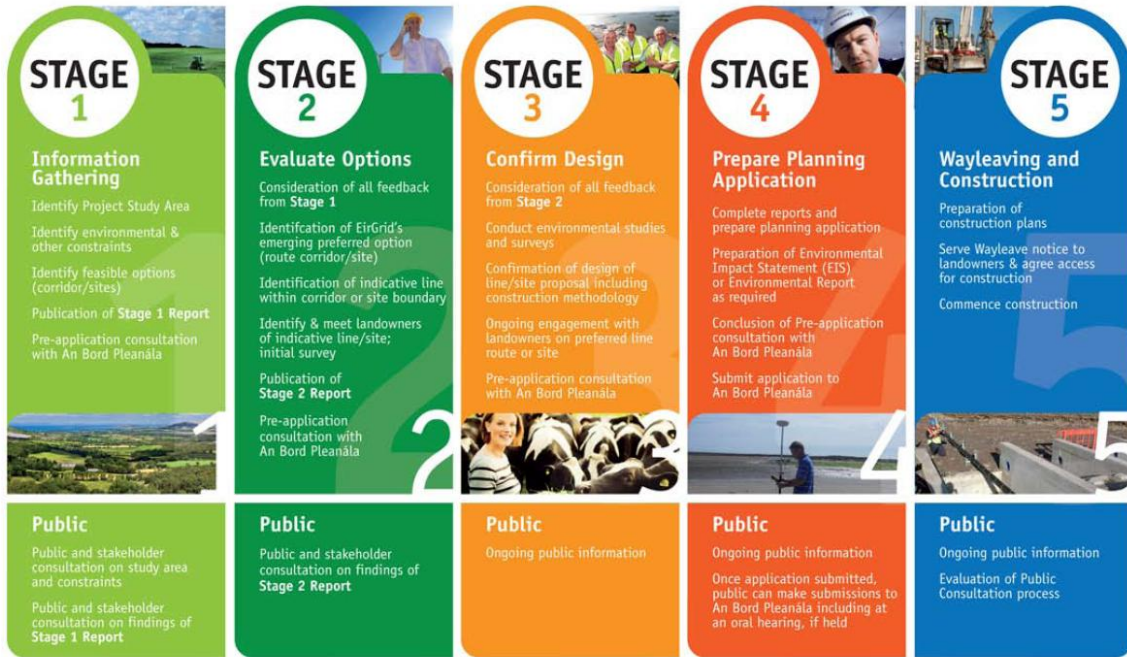 STAGE
1
Information
Gathering
Identify Project Study Area
Identify environmental &
other constraints
Identify feasible options
(corridor/sites)
Publication of Stage 1 Report
Pre-application consultation
with An Bord Pleanála
1
Public
Public and stakeholder
consultation on study area
and constraints
Public and stakeholder
consultation on findings of
Stage 1 Report
STAGE
2
Evaluate Options
Consideration of all feedback
from Stage 1
Identifcation of EirGrid's
emerging preferred option
(route corridor/site)
Identification of indicative line
within corridor or site boundary
Identify & meet landowners
of indicative line/site;
initial survey
Publication of
Stage 2 Report
Pre-application
consultation with
An Bord Pleanála
2
Public
Public and stakeholder
consultation on findings of
Stage 2 Report
STAGE
3
Confirm Design
Consideration of all feedback
from Stage 2
Conduct environmental studies
and surveys
Confirmation of design of
line/site proposal including
construction methodology
Ongoing engagement with
landowners on preferred line
route or site
Pre-application consultation
with An Bord Pleanála
3
Public
Ongoing public information
STAGE
4
Prepare Planning
Application
Complete reports and
prepare planning application
Preparation of Environmental
Impact Statement (EIS)
or Environmental Report
as required
Conclusion of Pre-application
consultation with
An Bord Pleanála
Submit application to
An Bord Pleanála
4
Public
Ongoing public information
Once application submitted,
public can make submissions to
An Bord Pleanála including at
an oral hearing, if held
STAGE
5
Wayleaving and
Construction
Preparation of
construction plans
Serve Wayleave notice to
landowners & agree access
for construction
Commence construction
5
Public
Ongoing public information
Evaluation of Public
Consultation process